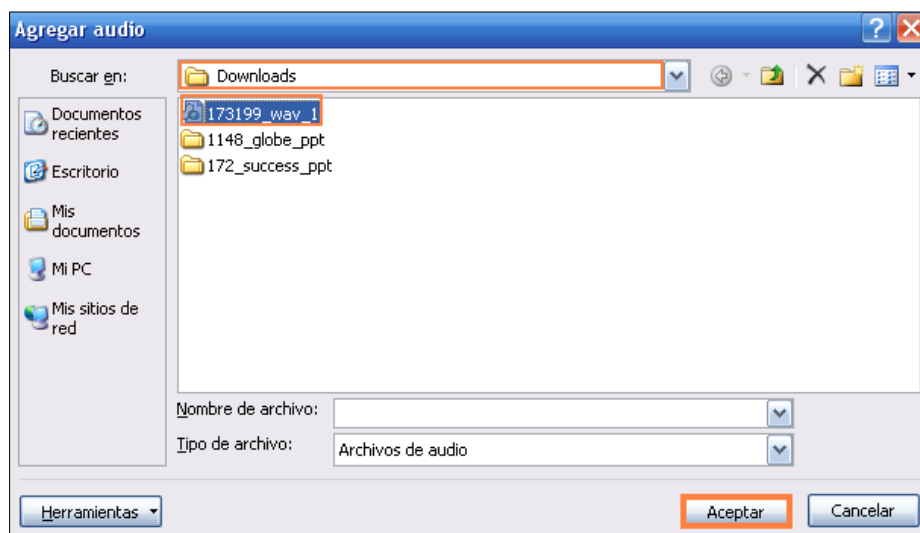 Agregar audio
Buscar en:
Downloads
Documentos
recientes
Escritorio
Mis
documentos
Mi PC
Mis sitios de
red
173199_wav_1
1148_globe_ppt
172_success_ppt
Nombre de archivo:
Tipo de archivo:
Archivos de audio
Herramientas
Aceptar
Cancelar